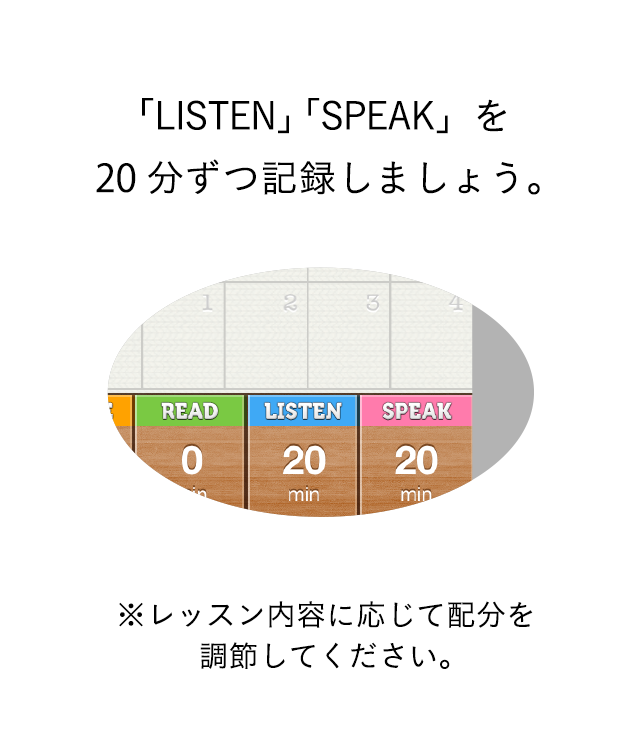 「LISTEN」「SPEAK」を
20分ずつ記録しましょう。
1 2 3 4
READ LISTEN SPEAK
0 20 20
min min
※レッスン内容に応じて配分を
調節してください。